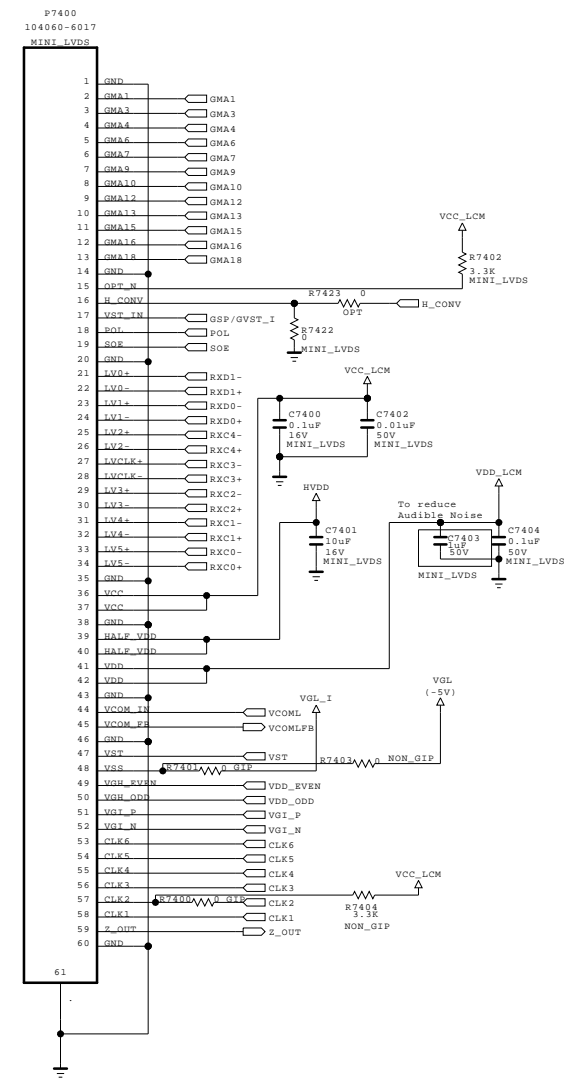 P7400
104060-6017
MINI_LVDS
1 GND
2 GMA1 GMA1
3 GMA3 GMA3
4 GMA4 GMA4
5 GMA6 GMA6
6 GMA7 GMA7
7 GMA9 GMA9
8 GMA10 GMA10
9 GMA12 GMA12
10 GMA13 GMA13
11 GMA15 GMA15
12 GMA16 GMA16
13 GMA18 GMA18
14 GND
15 OPT_N
16 H_CONV
17 VST_IN GSP/GVST_I
18 POL POL
19 SOE SOE
20 GND
21 LV0+ RXD1-
22 LV0- RXD1+
23 LV1+ RXD0-
24 LV1- RXD0+
25 LV2+ RXC4-
26 LV2- RXC4+
27 LVCLK+ RXC3-
28 LVCLK- RXC3+
29 LV3+ RXC2-
30 LV3- RXC2+
31 LV4+ RXC1-
32 LV4- RXC1+
33 LV5+ RXC0-
34 LV5- RXC0+
35 GND
36 VCC
37 VCC
38 GND
39 HALF_VDD
40 HALF_VDD
41 VDD
42 VDD
43 GND
44 VCOM_IN VCOML
45 VCOM_FB VCOMLFB
46 GND
47 VST VST
48 VSS
49 VGH_EVEN VDD_EVEN
50 VGH_ODD VDD_ODD
51 VGI_P VGI_P
52 VGI_N VGI_N
53 CLK6 CLK6
54 CLK5 CLK5
55 CLK4 CLK4
56 CLK3 CLK3
57 CLK2 CLK2
58 CLK1 CLK1
59 Z_OUT Z_OUT
60 GND
61
VCC_LCM
R7402
3.3K
MINI_LVDS
R7423 0
OPT
H_CONV
R7422
0
MINI_LVDS
VCC_LCM
C7400
0.1uF
16V
MINI_LVDS
C7402
0.01uF
50V
MINI_LVDS
HVDD
C7401
10uF
16V
MINI_LVDS
VDD_LCM
To reduce
Audible Noise
C7403
1uF
50V
MINI_LVDS
C7404
0.1uF
50V
MINI_LVDS
VGL_I
VGL
(-5V)
R7401 0 GIP
R7403 0 NON_GIP
R7400 0 GIP
VCC_LCM
R7404
3.3K
NON_GIP